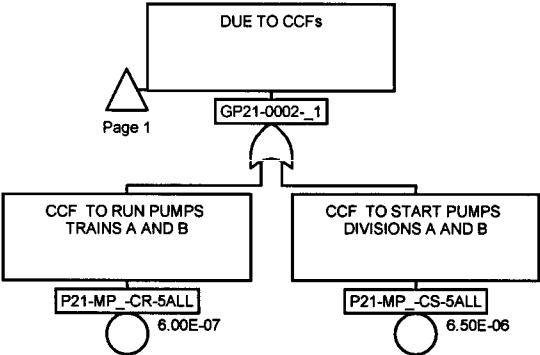 DUE TO CCFs
Page 1
GP21-0002-_1
CCF TO RUN PUMPS
TRAINS A AND B
CCF TO START PUMPS
DIVISIONS A AND B
P21-MP_-CR-5ALL
6.00E-07
P21-MP_-CS-5ALL
6.50E-06